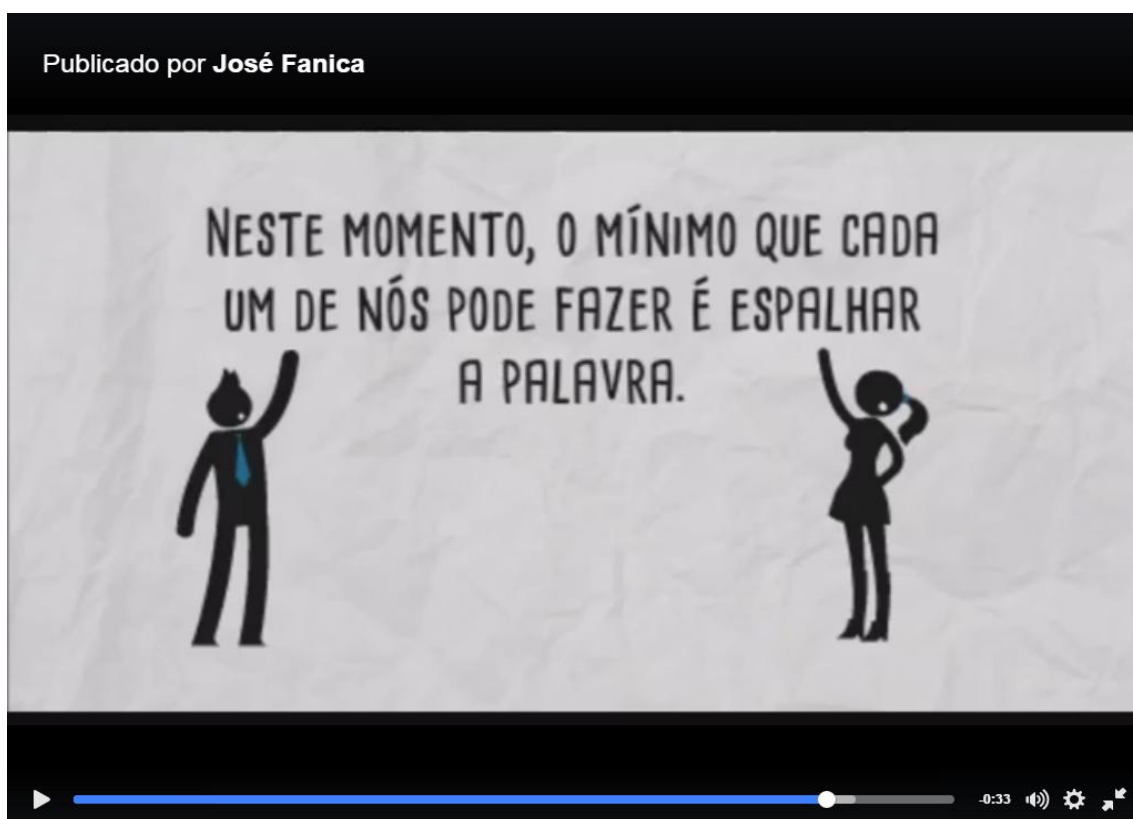 Publicado por José Fanica
NESTE MOMENTO, O MÍNIMO QUE CADA
UM DE NÓS PODE FAZER É ESPALHAR
A PALAVRA.
-0:33